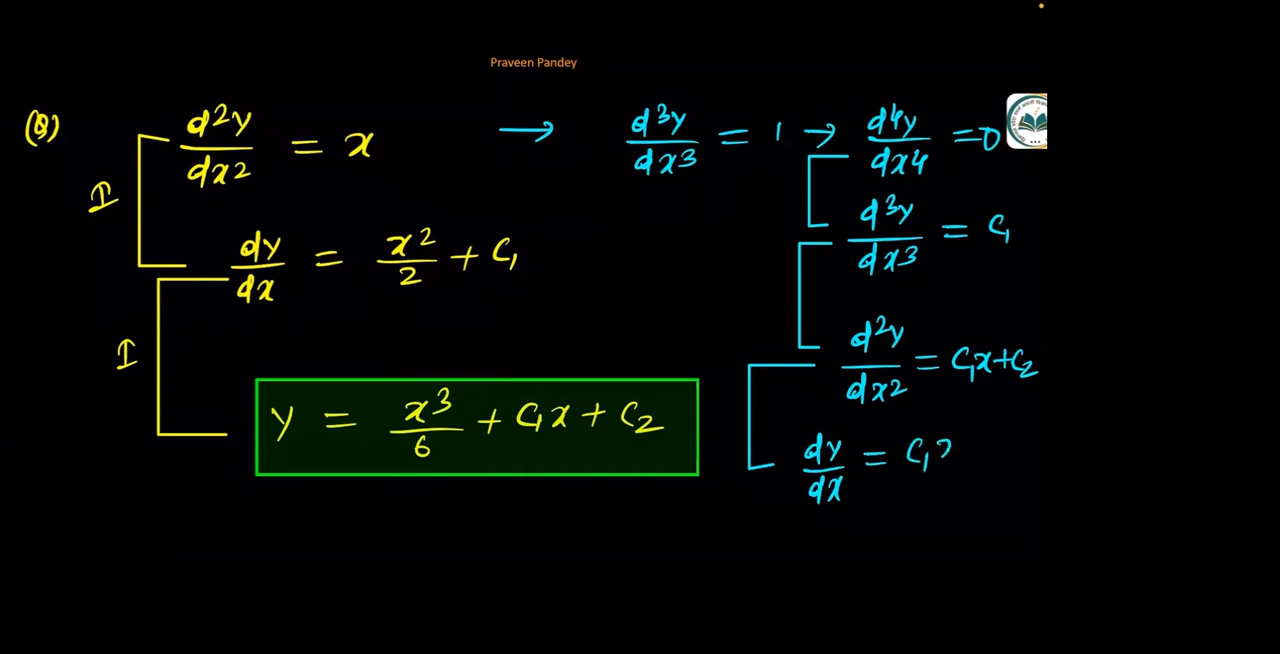 Praveen Pandey
(Q) d2y/dx2 = x → d3y/dx3 = 1 → d4y/dx4 = 0
I
d3y/dx3 = C1
dy/dx = x2/2 + C1
I
d2y/dx2 = C1x + C2
y = x3/6 + C1x + C2
dy/dx = C1